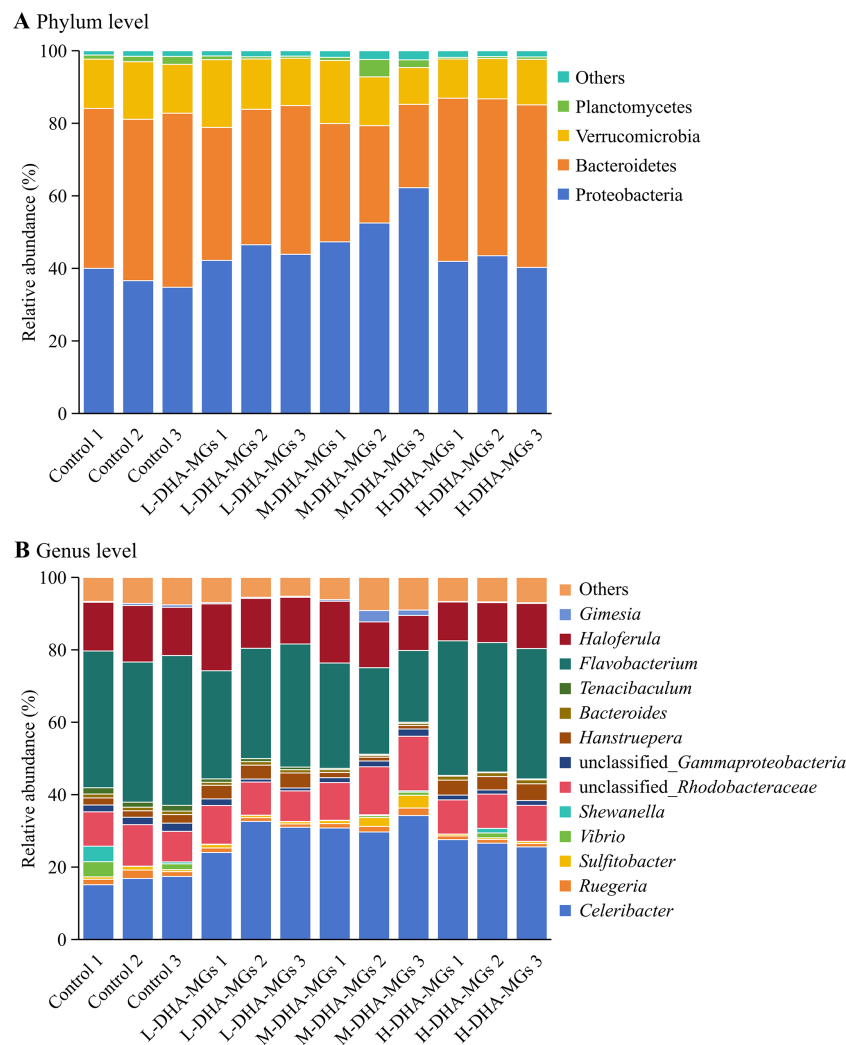 A Phylum level
100
80
60
40
20
0
Relative abundance (%)
Others
Planctomycetes
Verrucomicrobia
Bacteroidetes
Proteobacteria
Control 1
Control 2
Control 3
L-DHA-MGs 1
L-DHA-MGs 2
L-DHA-MGs 3
M-DHA-MGs 1
M-DHA-MGs 2
M-DHA-MGs 3
H-DHA-MGs 1
H-DHA-MGs 2
H-DHA-MGs 3
B Genus level
100
80
60
40
20
0
Relative abundance (%)
Others
Gimesia
Haloferula
Flavobacterium
Tenacibaculum
Bacteroides
Hanstruepera
unclassified_Gammaproteobacteria
unclassified_Rhodobacteraceae
Shewanella
Vibrio
Sulfitobacter
Ruegeria
Celeribacter
Control 1
Control 2
Control 3
L-DHA-MGs 1
L-DHA-MGs 2
L-DHA-MGs 3
M-DHA-MGs 1
M-DHA-MGs 2
M-DHA-MGs 3
H-DHA-MGs 1
H-DHA-MGs 2
H-DHA-MGs 3